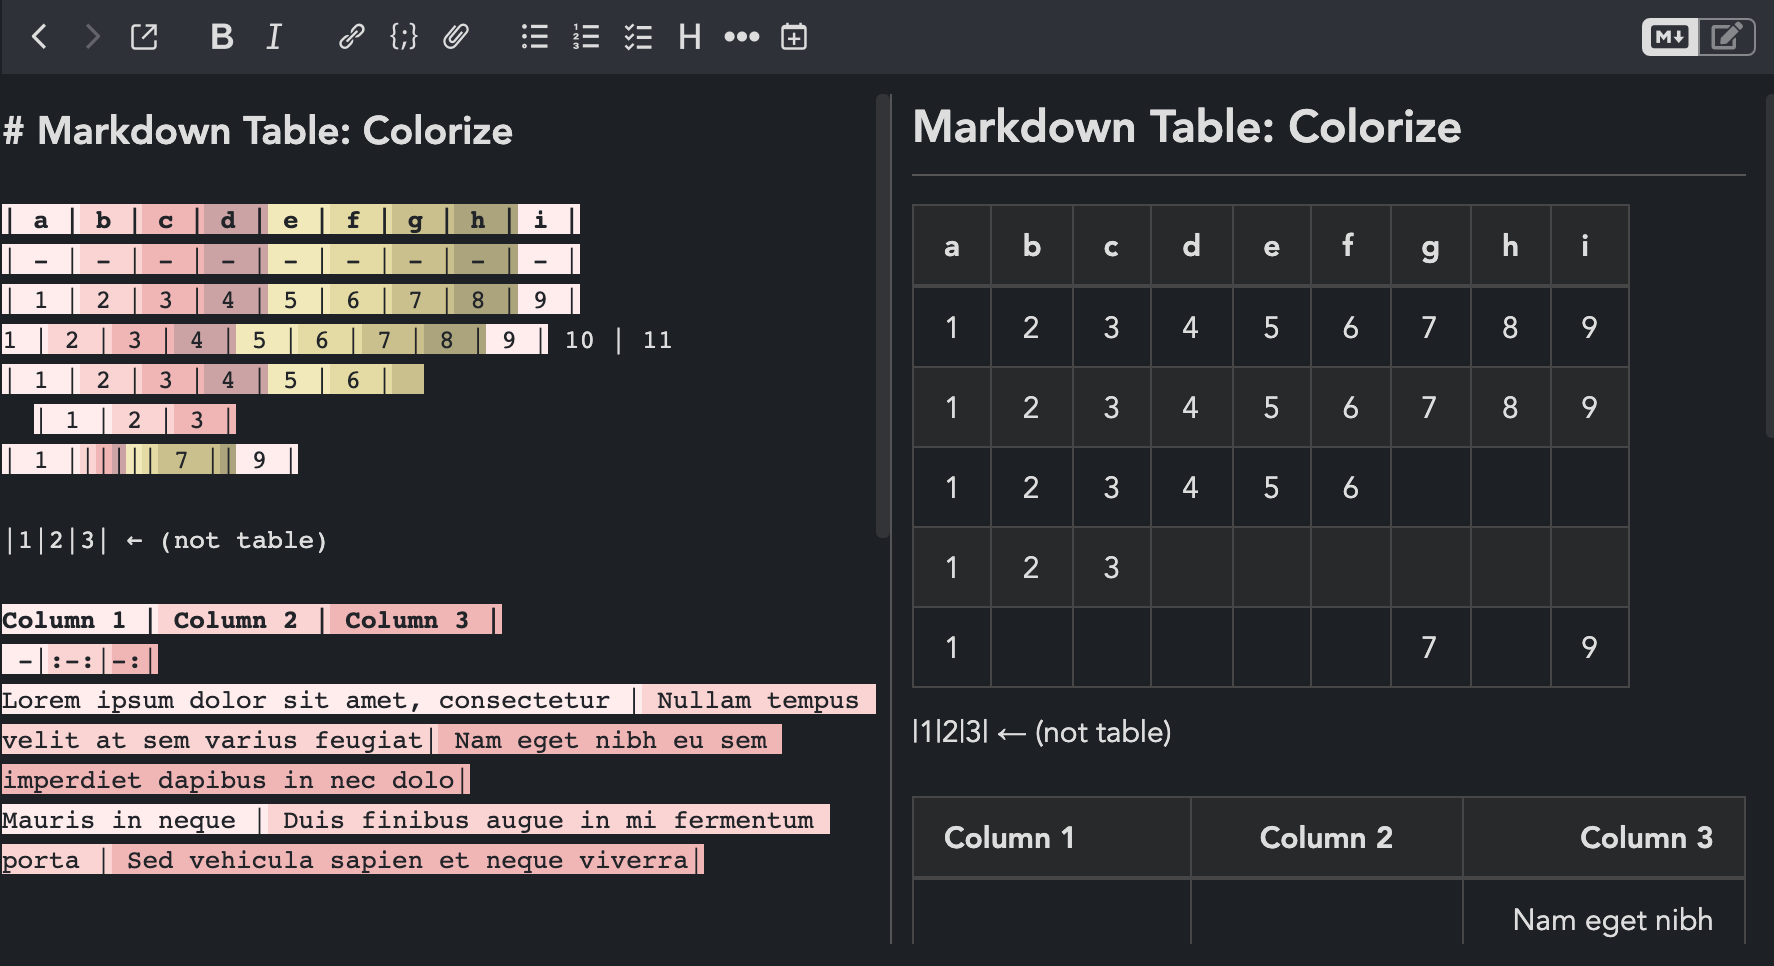 B I H M↓
# Markdown Table: Colorize
| a | b | c | d | e | f | g | h | i |
| - | - | - | - | - | - | - | - | - |
| 1 | 2 | 3 | 4 | 5 | 6 | 7 | 8 | 9 |
1 | 2 | 3 | 4 | 5 | 6 | 7 | 8 | 9 | 10 | 11
| 1 | 2 | 3 | 4 | 5 | 6 |
| 1 | 2 | 3 |
| 1 |||||| 7 || 9 |
|1|2|3| ← (not table)
Column 1 | Column 2 | Column 3 |
-|:-:|-:|
Lorem ipsum dolor sit amet, consectetur | Nullam tempus
velit at sem varius feugiat| Nam eget nibh eu sem
imperdiet dapibus in nec dolo|
Mauris in neque | Duis finibus augue in mi fermentum
porta | Sed vehicula sapien et neque viverra|
Markdown Table: Colorize
a b c d e f g h i
1 2 3 4 5 6 7 8 9
1 2 3 4 5 6 7 8 9
1 2 3 4 5 6
1 2 3
1 7 9
|1|2|3| ← (not table)
Column 1 Column 2 Column 3
Nam eget nibh